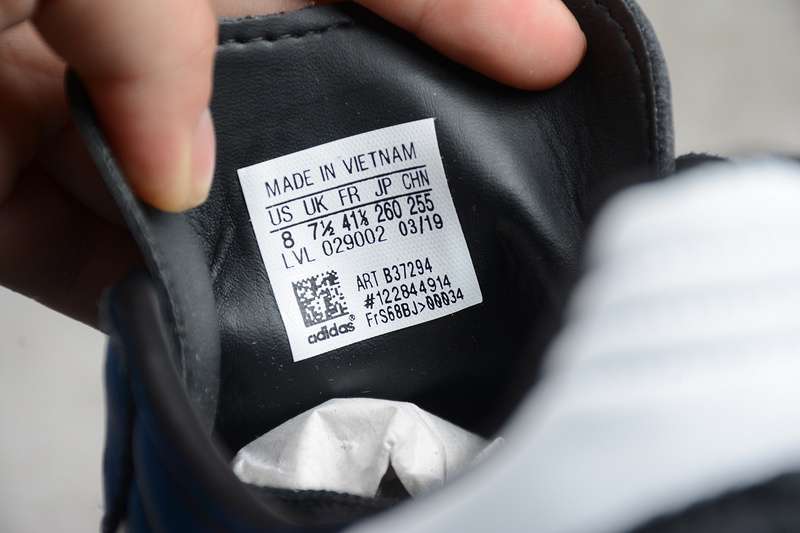 MADE IN VIETNAM
US UK FR JP CHN
8 7½ 41⅓ 260 255
LVL 029002 03/19
ART B37294
#122844914
FrS68BJ>00034
adidas®